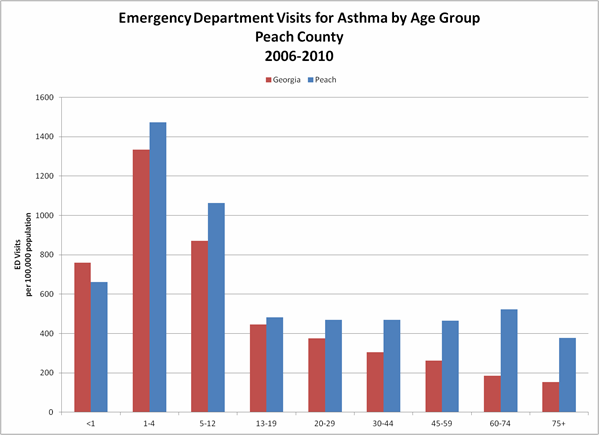 Emergency Department Visits for Asthma by Age Group
Peach County
2006-2010
Georgia Peach
1600
1400
1200
1000
800
600
400
200
0
ED Visits
per 100,000 population
<1 1-4 5-12 13-19 20-29 30-44 45-59 60-74 75+